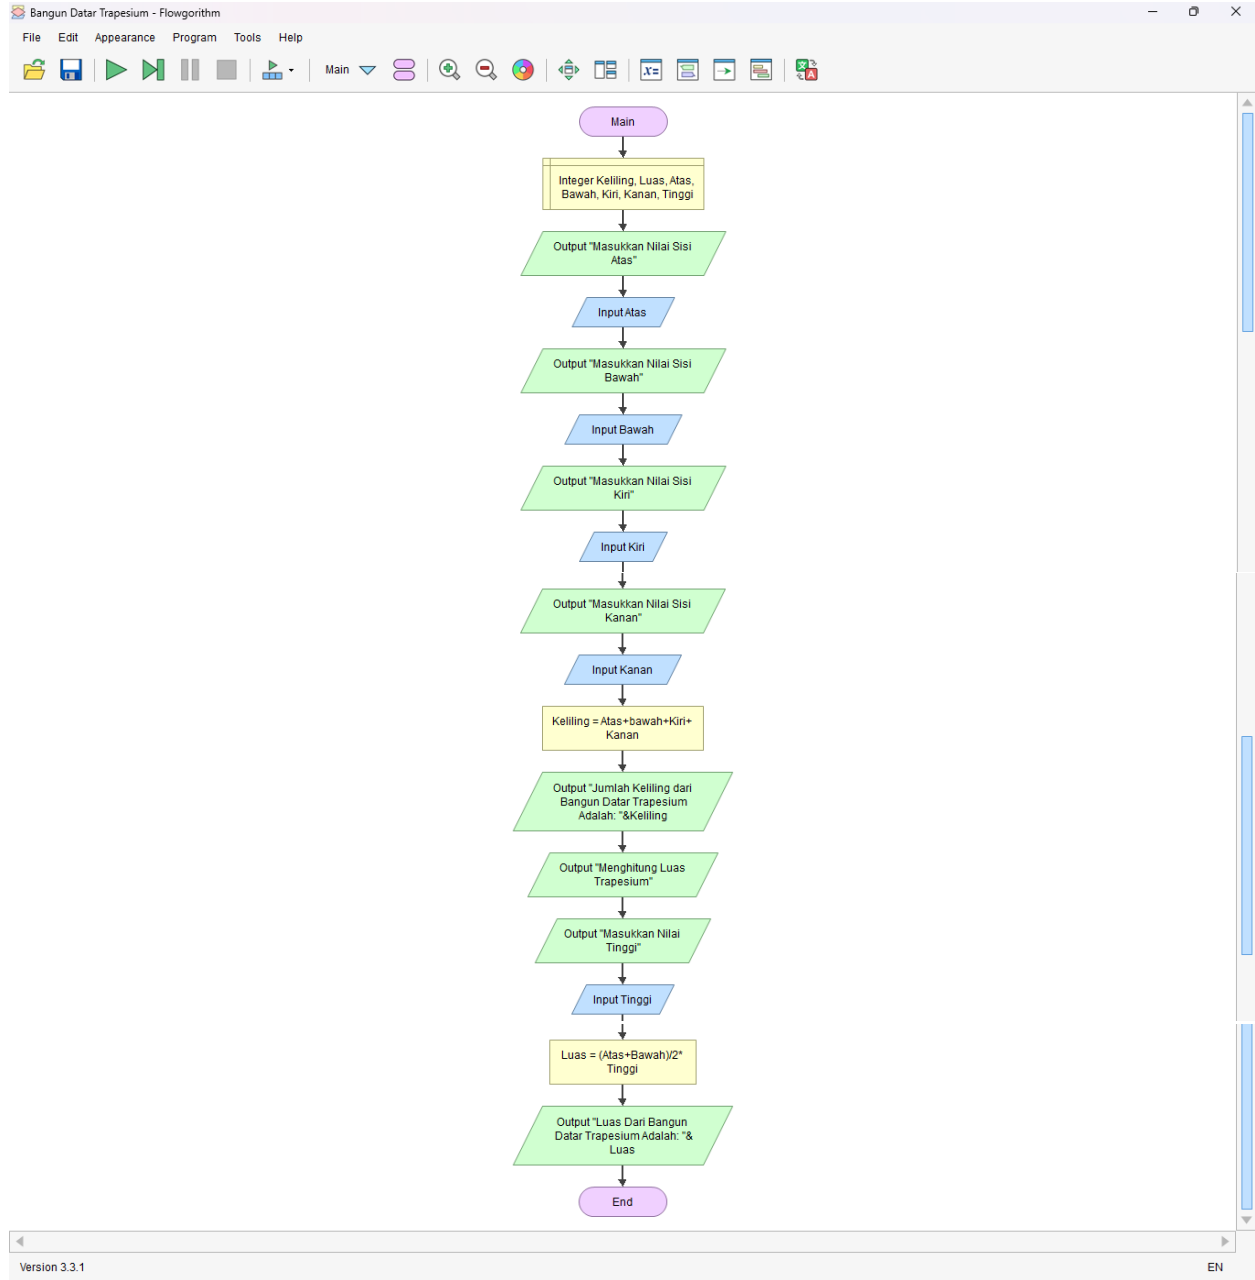 Bangun Datar Trapesium - Flowgorithm
File Edit Appearance Program Tools Help
Main
Main
Integer Keliling, Luas, Atas,
Bawah, Kiri, Kanan, Tinggi
Output "Masukkan Nilai Sisi
Atas"
Input Atas
Output "Masukkan Nilai Sisi
Bawah"
Input Bawah
Output "Masukkan Nilai Sisi
Kiri"
Input Kiri
Output "Masukkan Nilai Sisi
Kanan"
Input Kanan
Keliling = Atas+bawah+Kiri+
Kanan
Output "Jumlah Keliling dari
Bangun Datar Trapesium
Adalah: "&Keliling
Output "Menghitung Luas
Trapesium"
Output "Masukkan Nilai
Tinggi"
Input Tinggi
Luas = (Atas+Bawah)/2*
Tinggi
Output "Luas Dari Bangun
Datar Trapesium Adalah: "&
Luas
End
Version 3.3.1
EN